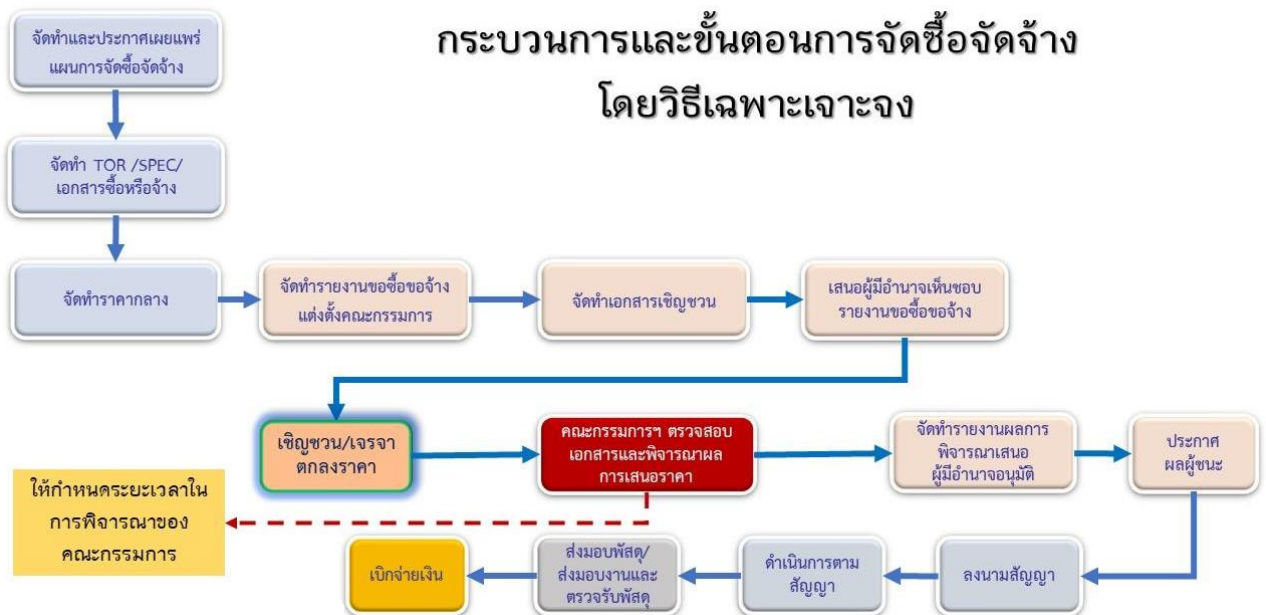 กระบวนการและขั้นตอนการจัดซื้อจัดจ้าง
โดยวิธีเฉพาะเจาะจง
จัดทำและประกาศเผยแพร่
แผนการจัดซื้อจัดจ้าง
จัดทำ TOR /SPEC/
เอกสารซื้อหรือจ้าง
จัดทำราคากลาง
จัดทำรายงานขอซื้อขอจ้าง
แต่งตั้งคณะกรรมการ
จัดทำเอกสารเชิญชวน
เสนอผู้มีอำนาจเห็นชอบ
รายงานขอซื้อขอจ้าง
เชิญชวน/เจรจา
ตกลงราคา
คณะกรรมการฯ ตรวจสอบ
เอกสารและพิจารณาผล
การเสนอราคา
จัดทำรายงานผลการ
พิจารณาเสนอ
ผู้มีอำนาจอนุมัติ
ประกาศ
ผลผู้ชนะ
ให้กำหนดระยะเวลาใน
การพิจารณาของ
คณะกรรมการ
ลงนามสัญญา
ดำเนินการตาม
สัญญา
ส่งมอบพัสดุ/
ส่งมอบงานและ
ตรวจรับพัสดุ
เบิกจ่ายเงิน